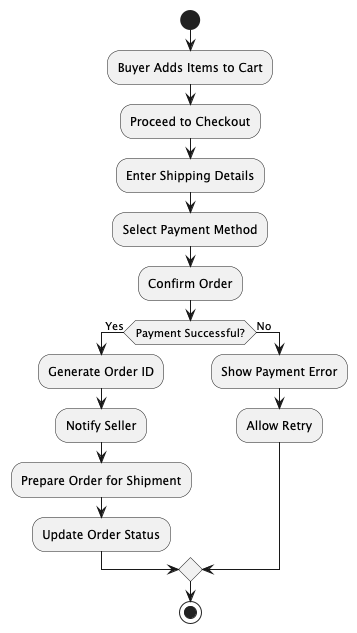 Buyer Adds Items to Cart
Proceed to Checkout
Enter Shipping Details
Select Payment Method
Confirm Order
Payment Successful?
Yes
No
Generate Order ID
Notify Seller
Prepare Order for Shipment
Update Order Status
Show Payment Error
Allow Retry